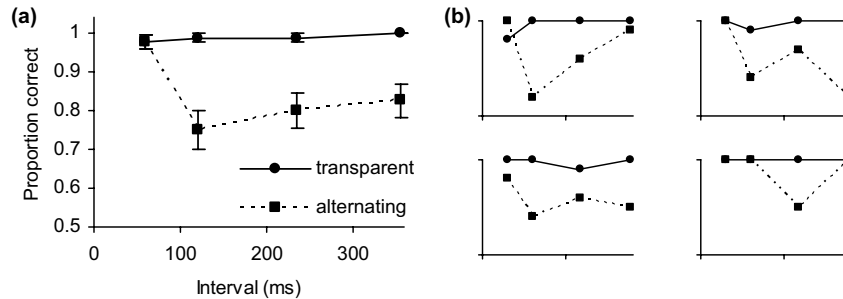 (a)
1
0.9
0.8
0.7
0.6
0.5
Proportion correct
transparent
alternating
0 100 200 300
Interval (ms)
(b)